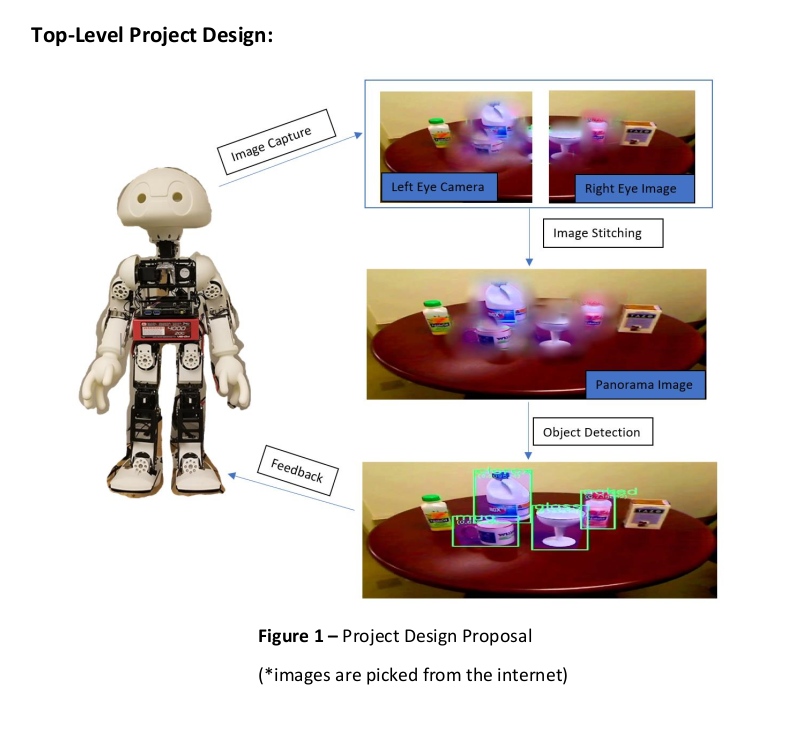 Top-Level Project Design:
Image Capture
Left Eye Camera
Right Eye Image
Image Stitching
Panorama Image
Object Detection
Feedback
4000
Figure 1 – Project Design Proposal
(*images are picked from the internet)